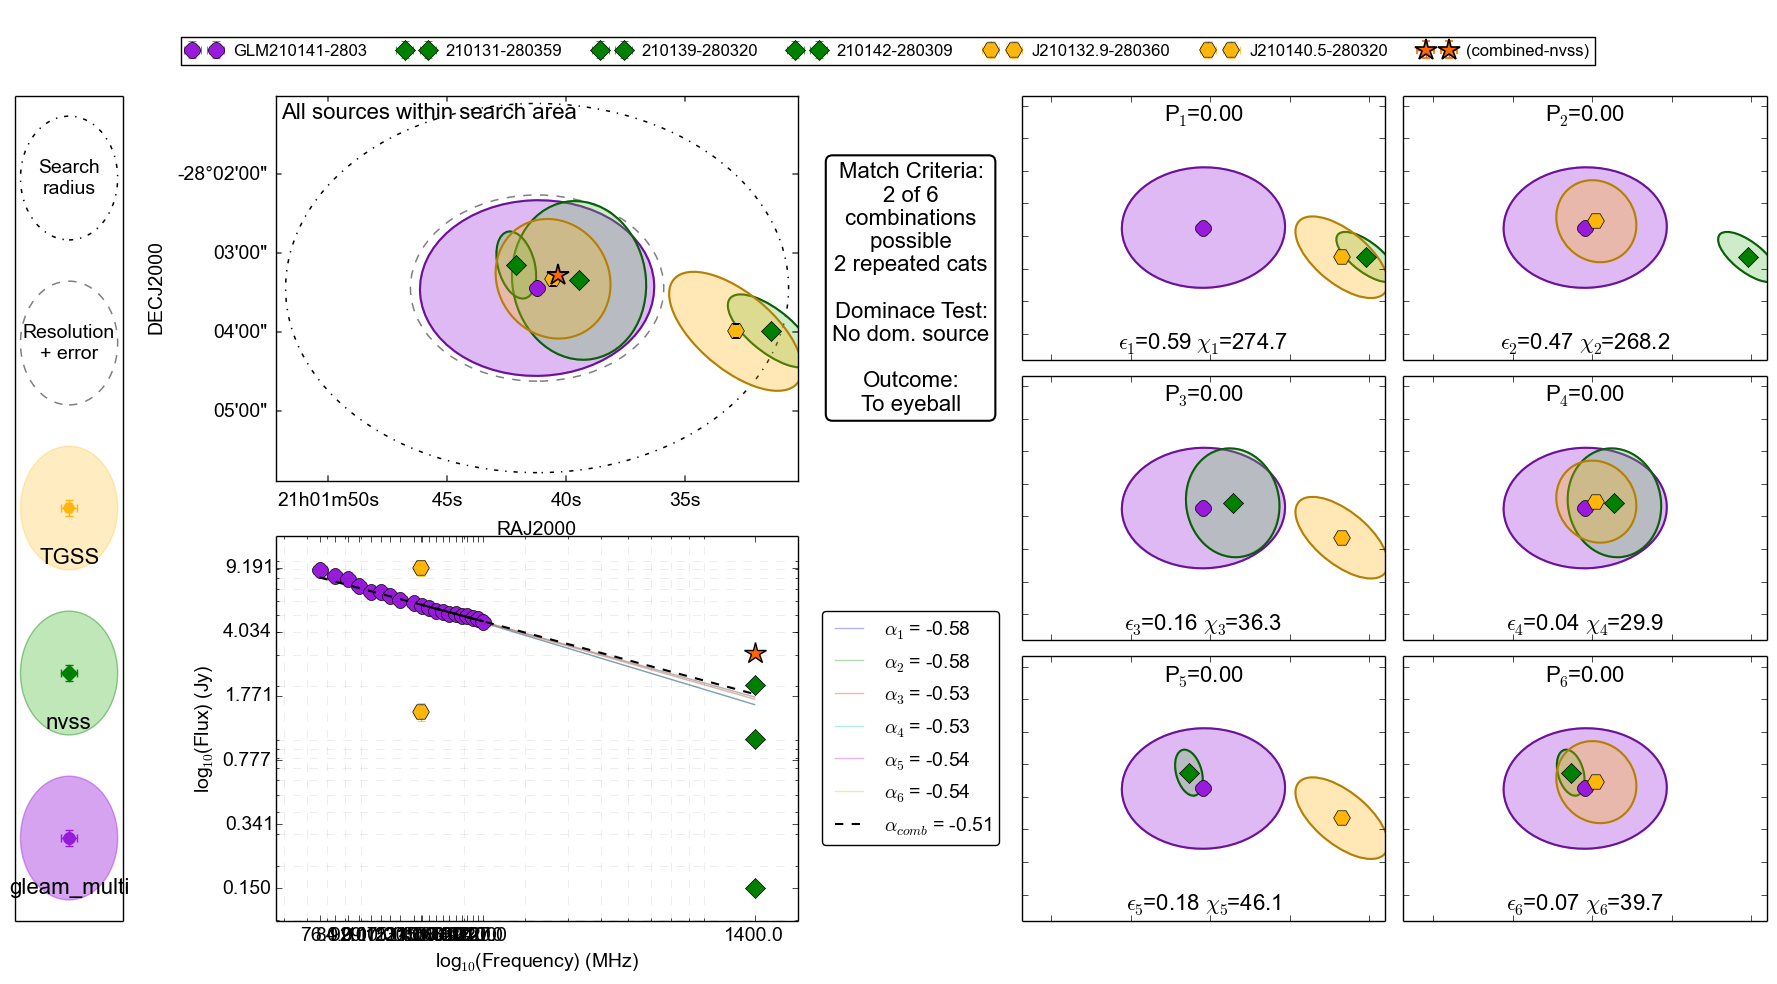 GLM210141-2803 210131-280359 210139-280320 210142-280309 J210132.9-280360 J210140.5-280320 (combined-nvss)
Search
radius
Resolution
+ error
TGSS
nvss
gleam_multi
All sources within search area
DECJ2000
-28°02'00"
03'00"
04'00"
05'00"
21h01m50s 45s 40s 35s
RAJ2000
Match Criteria:
2 of 6
combinations
possible
2 repeated cats
Dominace Test:
No dom. source
Outcome:
To eyeball
log10(Flux) (Jy)
9.191
4.034
1.771
0.777
0.341
0.150
1400.0
log10(Frequency) (MHz)
α1 = -0.58
α2 = -0.58
α3 = -0.53
α4 = -0.53
α5 = -0.54
α6 = -0.54
αcomb = -0.51
P1=0.00
ϵ1=0.59 χ1=274.7
P2=0.00
ϵ2=0.47 χ2=268.2
P3=0.00
ϵ3=0.16 χ3=36.3
P4=0.00
ϵ4=0.04 χ4=29.9
P5=0.00
ϵ5=0.18 χ5=46.1
P6=0.00
ϵ6=0.07 χ6=39.7